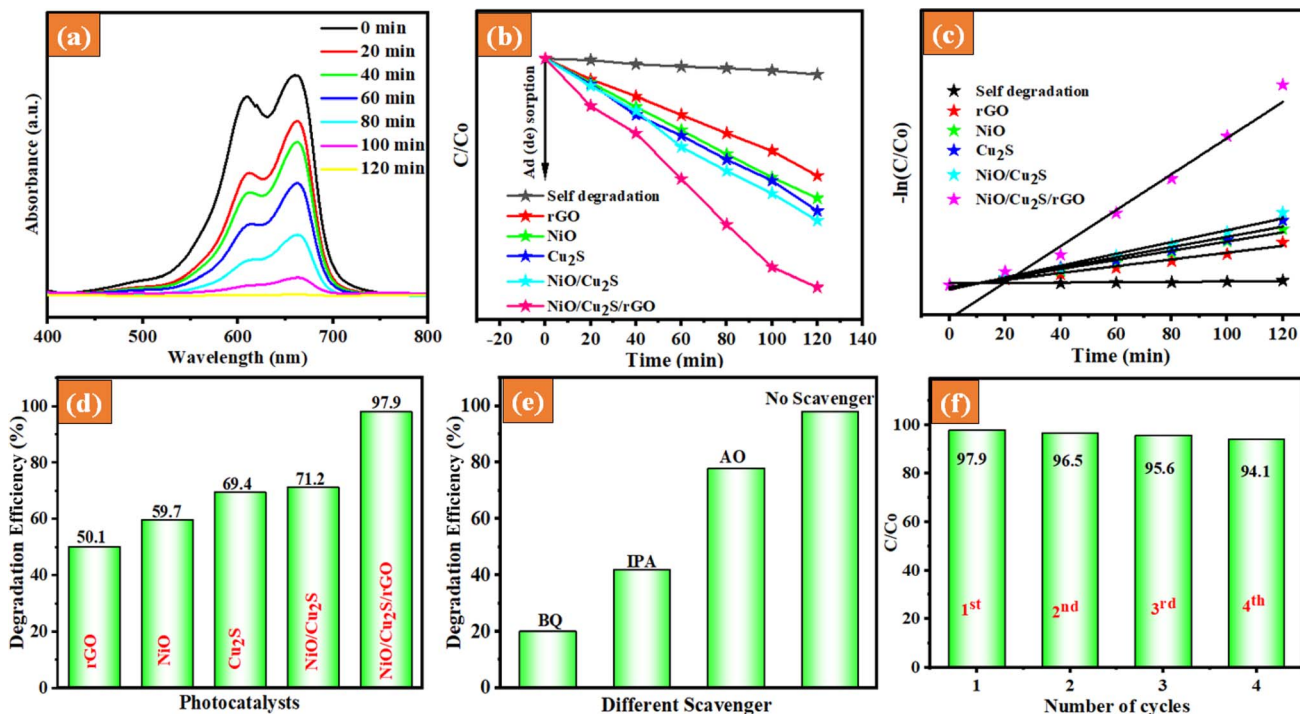 (a)
0 min
20 min
40 min
60 min
80 min
100 min
120 min
Absorbance (a.u.)
400 500 600 700 800
Wavelength (nm)
(b)
C/Co
Ad (de) sorption
Self degradation
rGO
NiO
Cu₂S
NiO/Cu₂S
NiO/Cu₂S/rGO
0 20 40 60 80 100 120 140
Time (min)
(c)
-ln(C/Co)
Self degradation
rGO
NiO
Cu₂S
NiO/Cu₂S
NiO/Cu₂S/rGO
0 20 40 60 80 100 120
Time (min)
(d)
Degradation Efficiency (%)
100
80
60
40
20
0
50.1
59.7
69.4
71.2
97.9
rGO
NiO
Cu₂S
NiO/Cu₂S
NiO/Cu₂S/rGO
Photocatalysts
(e)
Degradation Efficiency (%)
100
80
60
40
20
0
BQ
IPA
AO
No Scavenger
Different Scavenger
(f)
C/Co
100
80
60
40
20
0
97.9
96.5
95.6
94.1
1st
2nd
3rd
4th
1 2 3 4
Number of cycles